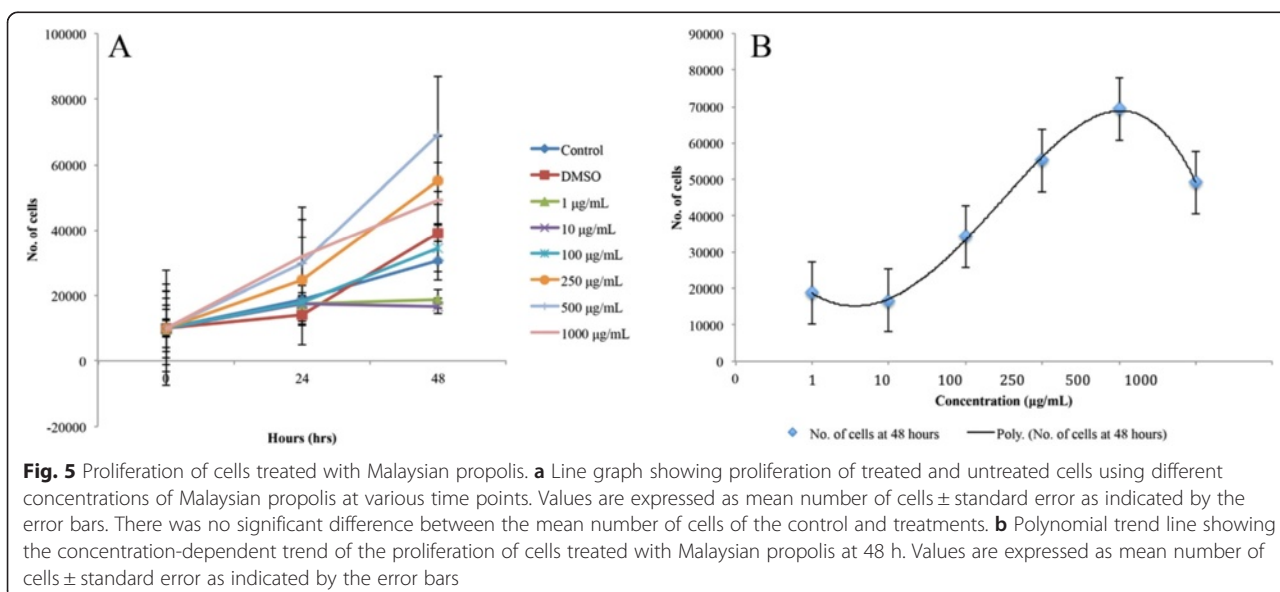 A
100000
80000
60000
40000
20000
0
-20000
No. of cells
0 24 48
Hours (hrs)
Control
DMSO
1 µg/mL
10 µg/mL
100 µg/mL
250 µg/mL
500 µg/mL
1000 µg/mL
B
90000
80000
70000
60000
50000
40000
30000
20000
10000
0
No. of cells
0 1 10 100 250 500 1000
Concentration (µg/mL)
No. of cells at 48 hours Poly. (No. of cells at 48 hours)
Fig. 5 Proliferation of cells treated with Malaysian propolis. a Line graph showing proliferation of treated and untreated cells using different
concentrations of Malaysian propolis at various time points. Values are expressed as mean number of cells ± standard error as indicated by the
error bars. There was no significant difference between the mean number of cells of the control and treatments. b Polynomial trend line showing
the concentration-dependent trend of the proliferation of cells treated with Malaysian propolis at 48 h. Values are expressed as mean number of
cells ± standard error as indicated by the error bars